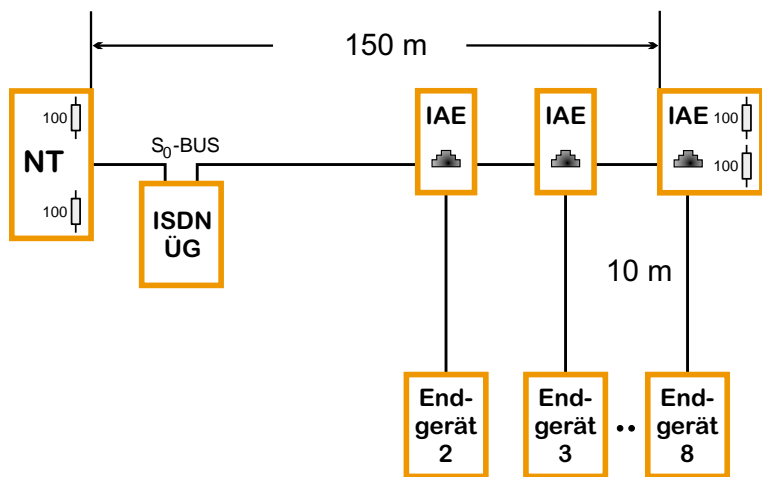 150 m
100
NT
100
S0-BUS
ISDN
ÜG
IAE
IAE
IAE
100
100
10 m
End-
gerät
2
End-
gerät
3
..
End-
gerät
8